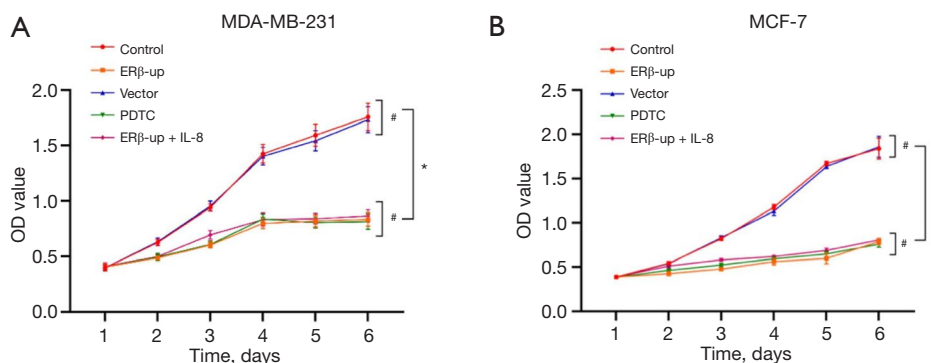 A
MDA-MB-231
Control
ERβ-up
Vector
PDTC
ERβ-up + IL-8
2.0
1.5
1.0
0.5
0.0
OD value
1 2 3 4 5 6
Time, days
#
*
#
B
MCF-7
Control
ERβ-up
Vector
PDTC
ERβ-up + IL-8
2.5
2.0
1.5
1.0
0.5
0.0
OD value
1 2 3 4 5 6
Time, days
#
#